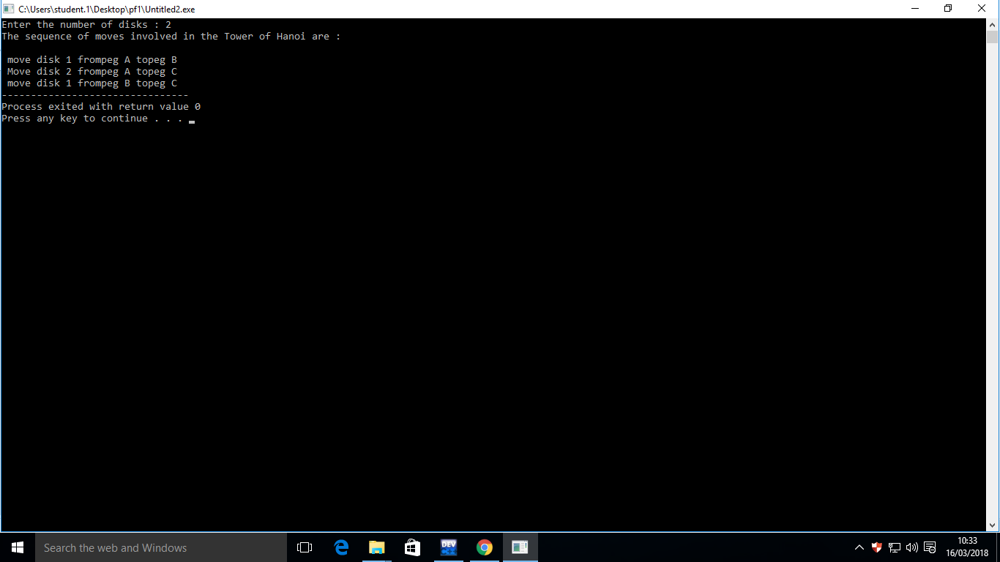 C:\Users\student.1\Desktop\pf1\Untitled2.exe
Enter the number of disks : 2
The sequence of moves involved in the Tower of Hanoi are :
move disk 1 frompeg A topeg B
Move disk 2 frompeg A topeg C
move disk 1 frompeg B topeg C
--------------------------------
Process exited with return value 0
Press any key to continue . . .
Search the web and Windows
DEV
C++
10:33
16/03/2018